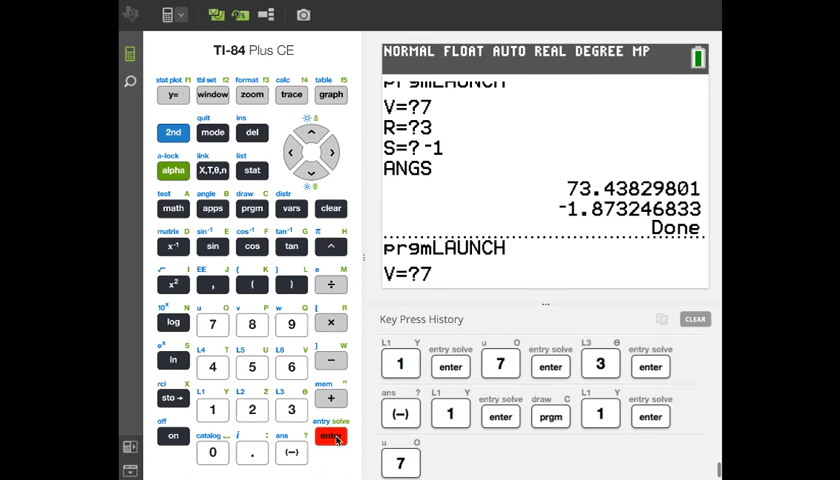 NORMAL FLOAT AUTO REAL DEGREE MP
TI-84 Plus CE
prgmLAUNCH
V=?7
R=?3
S=? -1
ANGS
73.43829801
-1.873246833
Done
prgmLAUNCH
V=?7
stat plot f1 tbl set f2 format f3 calc f4 table f5
y= window zoom trace graph
quit ins
2nd mode del
a-lock link list
alpha X,T,θ,n stat
test A angle B draw C distr
math apps prgm vars clear
matrix D sin⁻¹ E cos⁻¹ F tan⁻¹ G π H
x⁻¹ sin cos tan ^
√ I EE J { K } L e M
x² , ( ) ÷
10ˣ N u O v P w Q [ R
log 7 8 9 ×
eˣ S L4 T L5 U L6 V ] W
ln 4 5 6 −
rcl X L1 Y L2 Z L3 θ mem "
sto→ 1 2 3 +
off catalog ⎵ i : ans ? entry solve
on 0 . (−) enter
Key Press History
CLEAR
L1 Y entry solve u O entry solve L3 θ entry solve
1 enter 7 enter 3 enter
ans ? L1 Y entry solve draw C L1 Y entry solve
(−) 1 enter prgm 1 enter
u O
7